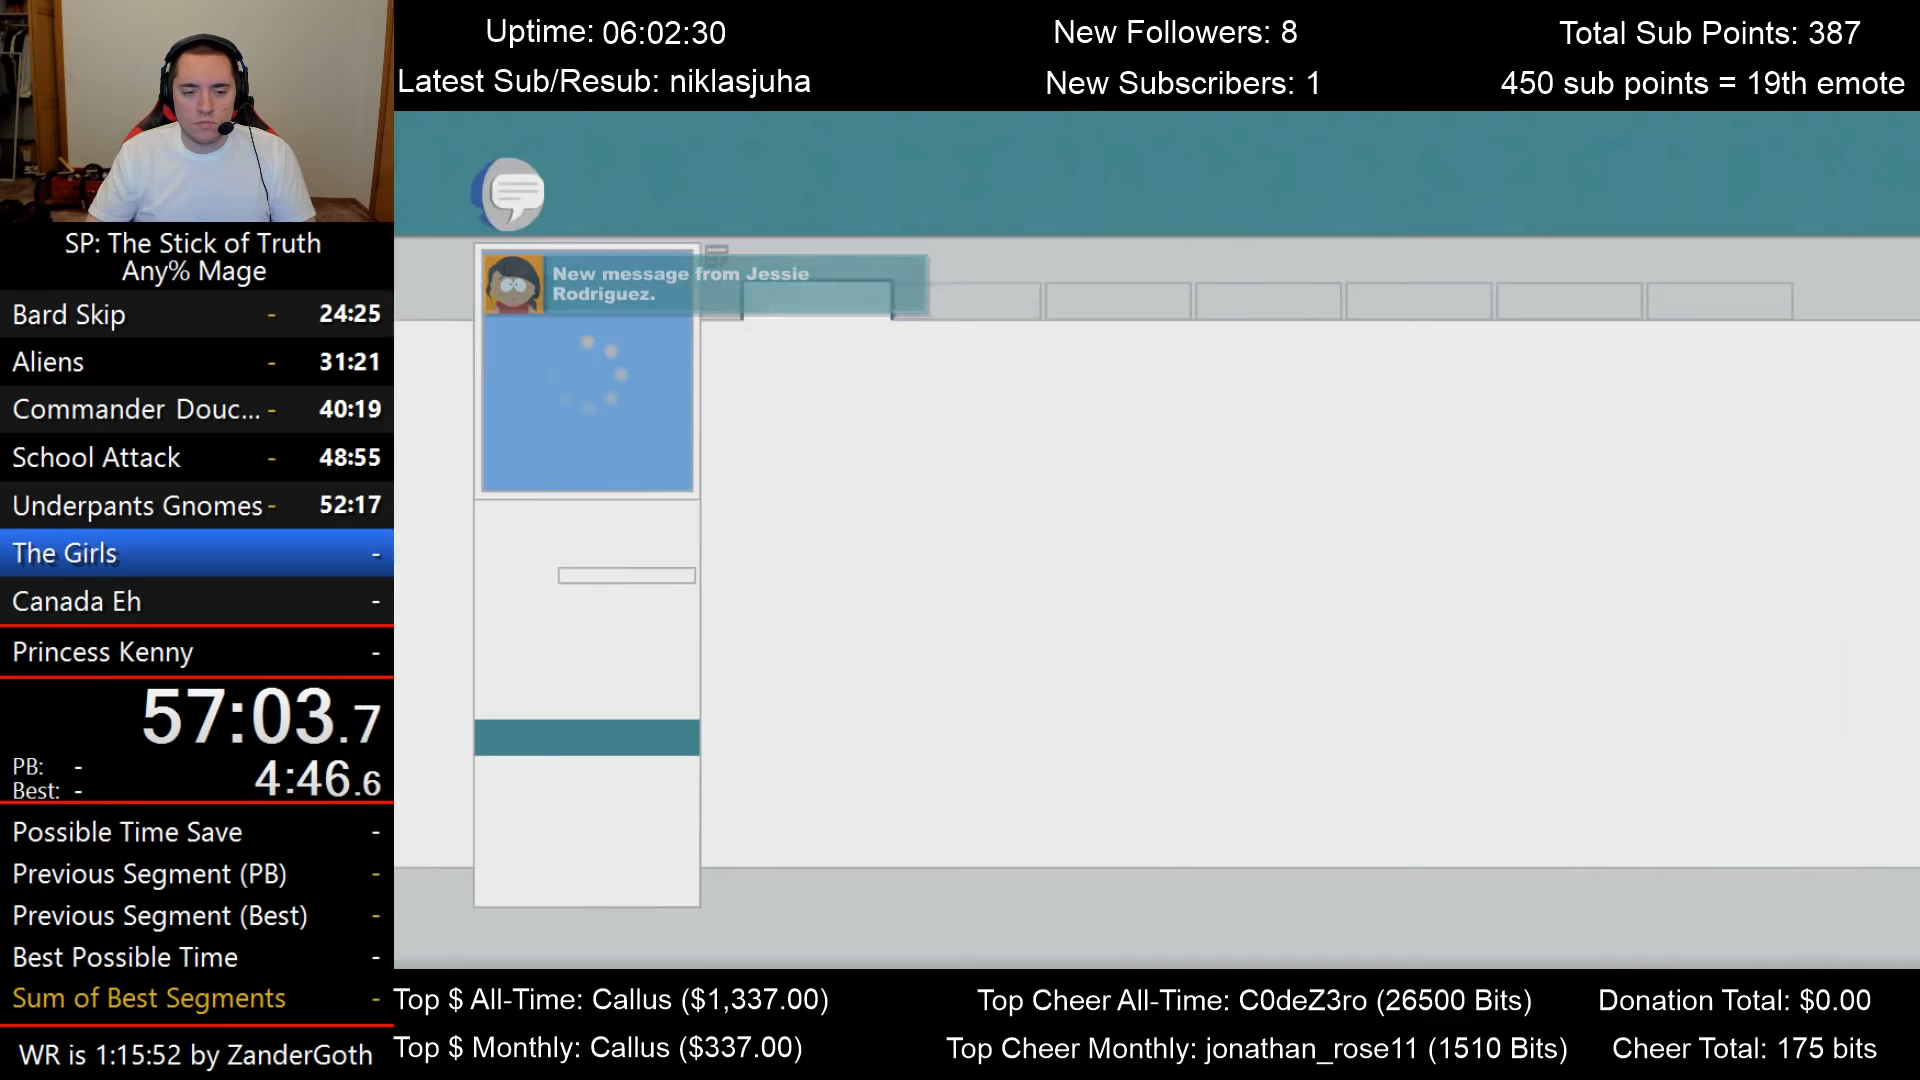 Uptime: 06:02:30
New Followers: 8
Total Sub Points: 387
Latest Sub/Resub: niklasjuha
New Subscribers: 1
450 sub points = 19th emote
SP: The Stick of Truth
Any% Mage
Bard Skip - 24:25
Aliens - 31:21
Commander Douc... - 40:19
School Attack - 48:55
Underpants Gnomes - 52:17
The Girls -
Canada Eh -
Princess Kenny -
57:03.7
PB: -
Best: -
4:46.6
Possible Time Save -
Previous Segment (PB) -
Previous Segment (Best) -
Best Possible Time -
Sum of Best Segments -
WR is 1:15:52 by ZanderGoth
New message from Jessie
Rodriguez.
Top $ All-Time: Callus ($1,337.00)
Top Cheer All-Time: C0deZ3ro (26500 Bits)
Donation Total: $0.00
Top $ Monthly: Callus ($337.00)
Top Cheer Monthly: jonathan_rose11 (1510 Bits)
Cheer Total: 175 bits